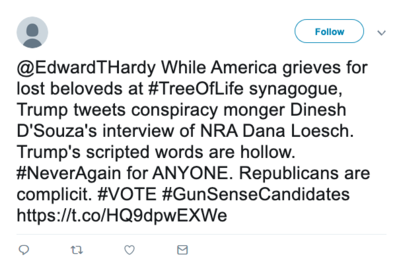 Follow
@EdwardTHardy While America grieves for
lost beloveds at #TreeOfLife synagogue,
Trump tweets conspiracy monger Dinesh
D'Souza's interview of NRA Dana Loesch.
Trump's scripted words are hollow.
#NeverAgain for ANYONE. Republicans are
complicit. #VOTE #GunSenseCandidates
https://t.co/HQ9dpwEXWe